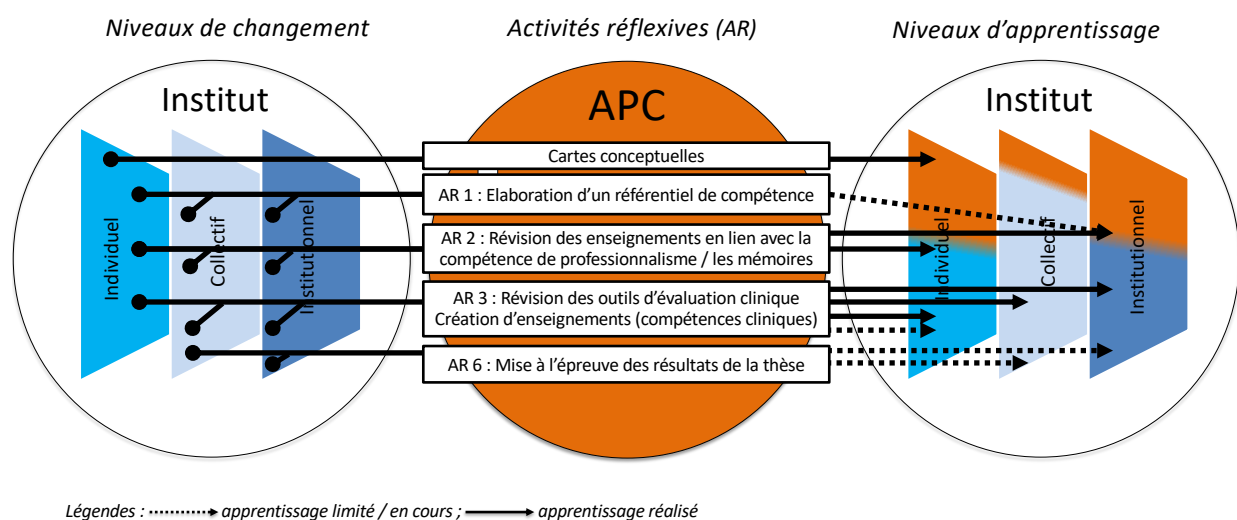 Niveaux de changement
Activités réflexives (AR)
Niveaux d’apprentissage
Institut
APC
Institut
Individuel
Collectif
Institutionnel
Cartes conceptuelles
AR 1 : Elaboration d’un référentiel de compétence
AR 2 : Révision des enseignements en lien avec la
compétence de professionnalisme / les mémoires
AR 3 : Révision des outils d’évaluation clinique
Création d’enseignements (compétences cliniques)
AR 6 : Mise à l’épreuve des résultats de la thèse
Individuel
Collectif
Institutionnel
Légendes : apprentissage limité / en cours ; apprentissage réalisé